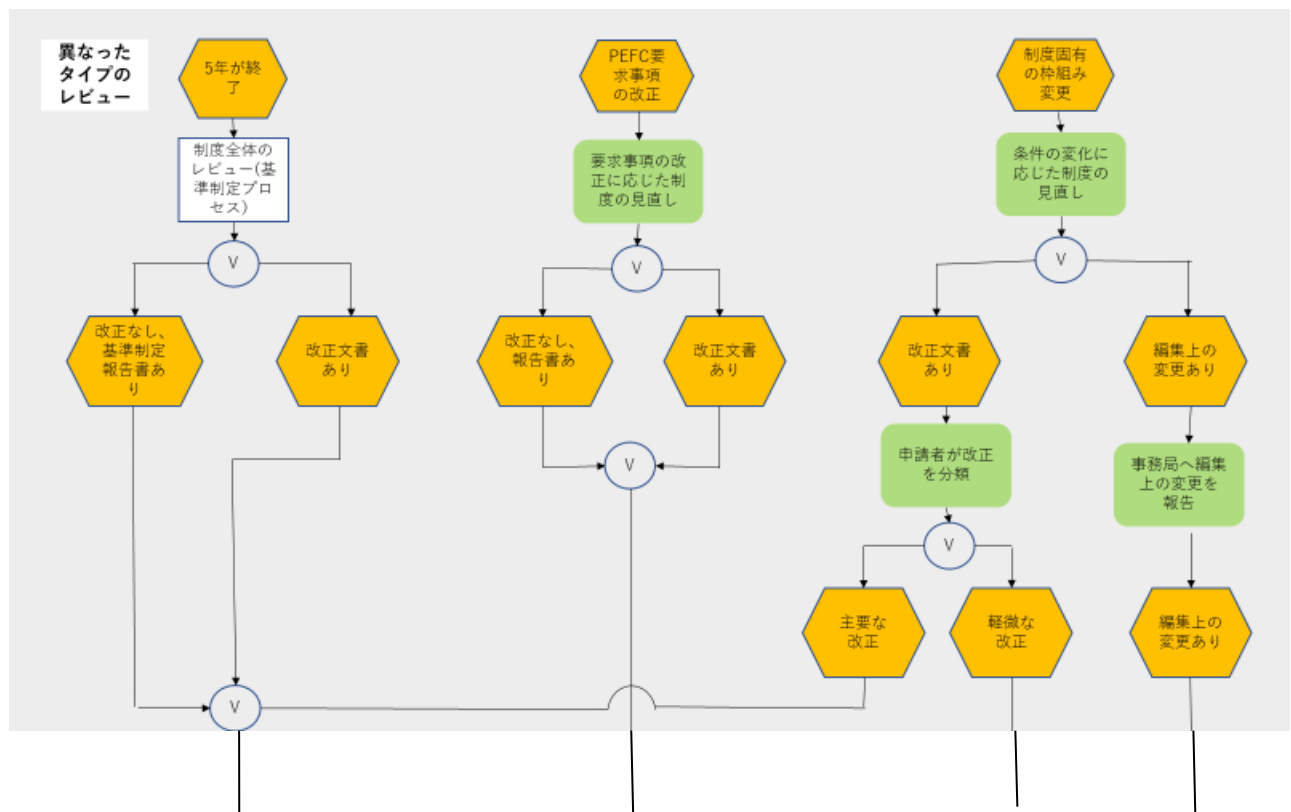 異なった
タイプの
レビュー
5年が終
了
PEFC要
求事項
の改正
制度固有
の枠組み
変更
制度全体の
レビュー(基
準制定プロ
セス)
要求事項の改
正に応じた制
度の見直し
条件の変化に
応じた制度の
見直し
V
V
V
改正なし、
基準制定
報告書あ
り
改正文書
あり
改正なし、
報告書あ
り
改正文書
あり
改正文書
あり
編集上の
変更あり
申請者が改正
を分類
事務局へ編集
上の変更を
報告
V
V
主要な
改正
軽微な
改正
編集上の
変更あり
V